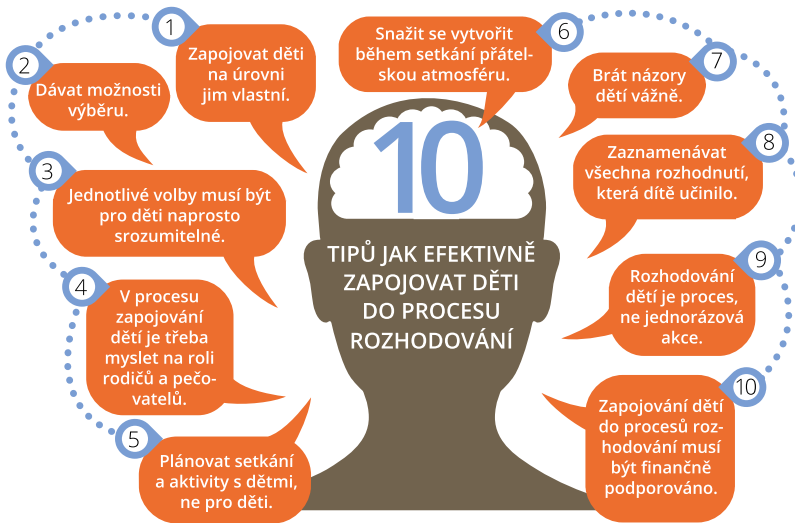 10
TIPŮ JAK EFEKTIVNĚ
ZAPOJOVAT DĚTI
DO PROCESU
ROZHODOVÁNÍ
1
Zapojovat děti
na úrovni
jim vlastní.
2
Dávat možnosti
výběru.
3
Jednotlivé volby musí být
pro děti naprosto
srozumitelné.
4
V procesu
zapojování
dětí je třeba
myslet na roli
rodičů a pečo-
vatelů.
5
Plánovat setkání
a aktivity s dětmi,
ne pro děti.
6
Snažit se vytvořit
během setkání přátel-
skou atmosféru.
7
Brát názory
dětí vážně.
8
Zaznamenávat
všechna rozhodnutí,
která dítě učinilo.
9
Rozhodování
dětí je proces,
ne jednorázová
akce.
10
Zapojování dětí
do procesů roz-
hodování musí
být finančně
podporováno.